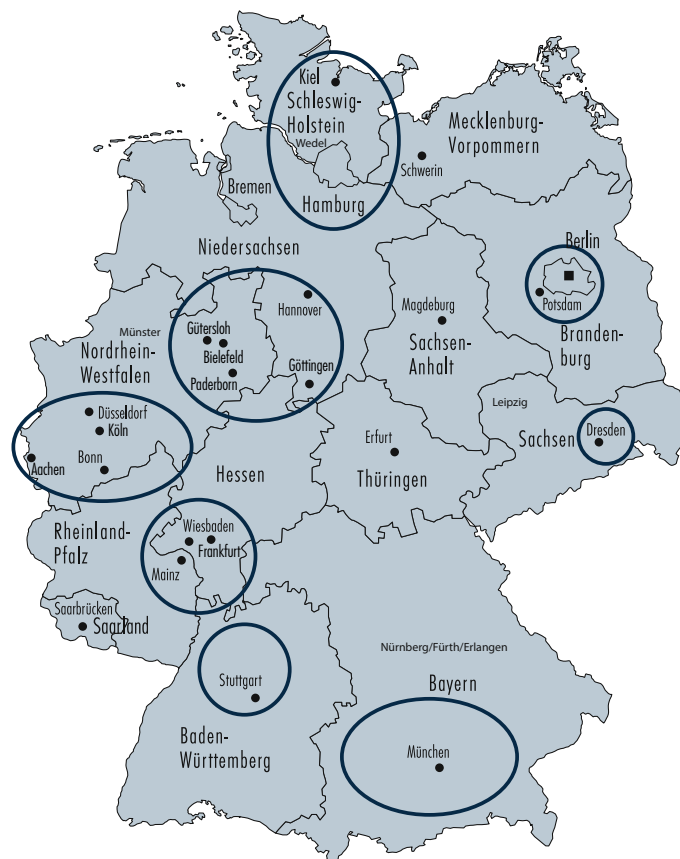 Kiel
Schleswig-
Holstein
Wedel
Mecklenburg-
Vorpommern
Schwerin
Bremen
Hamburg
Niedersachsen
Berlin
Potsdam
Branden-
burg
Hannover
Magdeburg
Sachsen-
Anhalt
Münster
Nordrhein-
Westfalen
Gütersloh
Bielefeld
Paderborn
Göttingen
Düsseldorf
Köln
Aachen
Bonn
Leipzig
Sachsen
Dresden
Erfurt
Thüringen
Hessen
Rheinland-
Pfalz
Wiesbaden
Frankfurt
Mainz
Saarbrücken
Saarland
Nürnberg/Fürth/Erlangen
Bayern
Stuttgart
Baden-
Württemberg
München